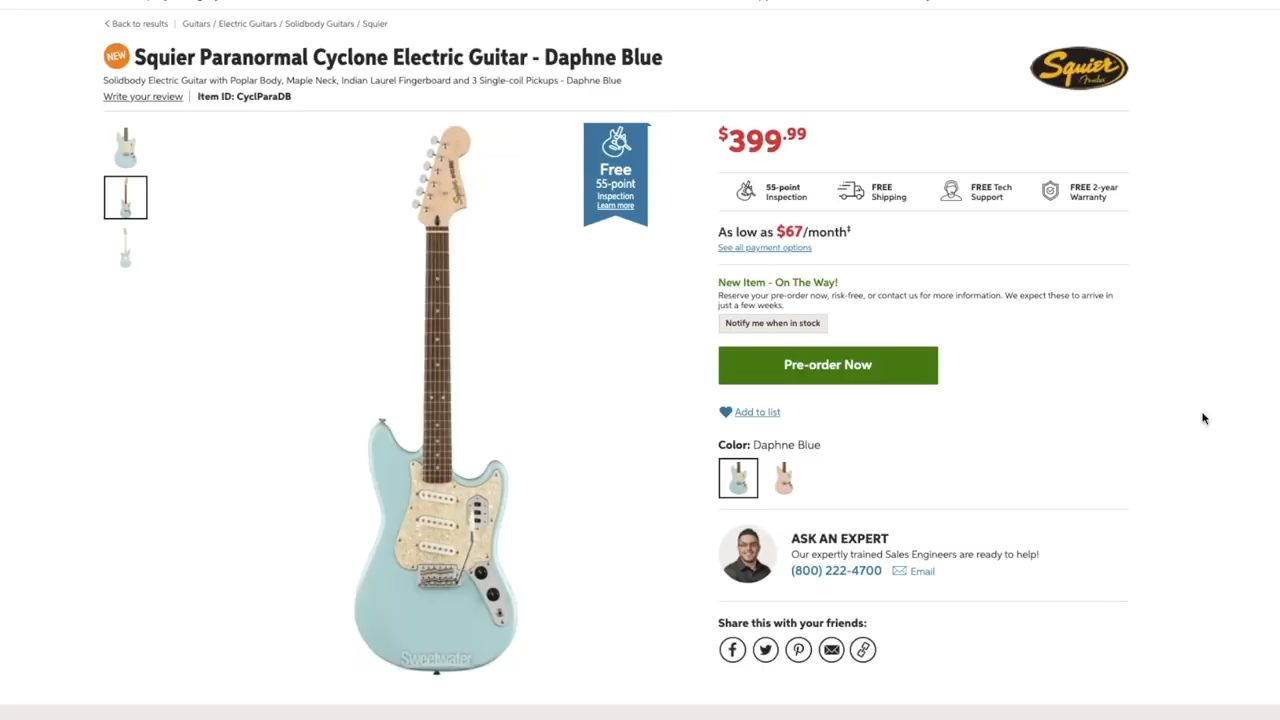 Back to results | Guitars / Electric Guitars / Solidbody Guitars / Squier
NEW Squier Paranormal Cyclone Electric Guitar - Daphne Blue
Solidbody Electric Guitar with Poplar Body, Maple Neck, Indian Laurel Fingerboard and 3 Single-coil Pickups - Daphne Blue
Write your review | Item ID: CyclParaDB
Squier
Fender
Free
55-point
Inspection
Learn more
$399.99
55-point
Inspection
FREE
Shipping
FREE Tech
Support
FREE 2-year
Warranty
As low as $67/month‡
See all payment options
New Item - On The Way!
Reserve your pre-order now, risk-free, or contact us for more information. We expect these to arrive in
just a few weeks.
Notify me when in stock
Pre-order Now
Add to list
Color: Daphne Blue
ASK AN EXPERT
Our expertly trained Sales Engineers are ready to help!
(800) 222-4700 Email
Share this with your friends:
Squier
Sweetwater